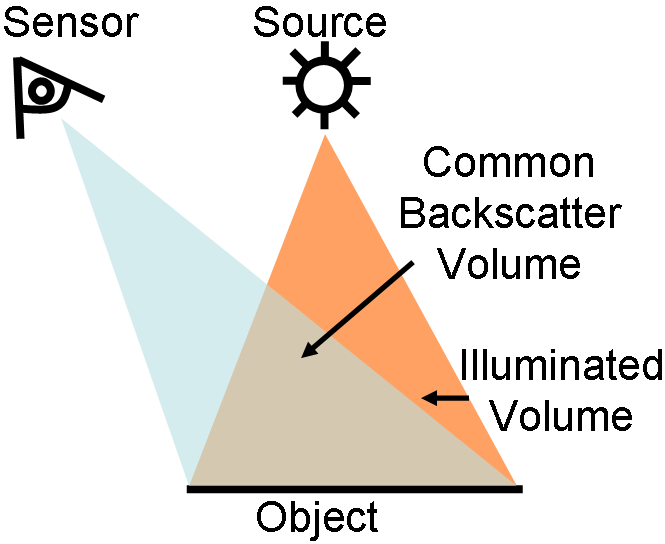 Sensor
Source
Common
Backscatter
Volume
Illuminated
Volume
Object